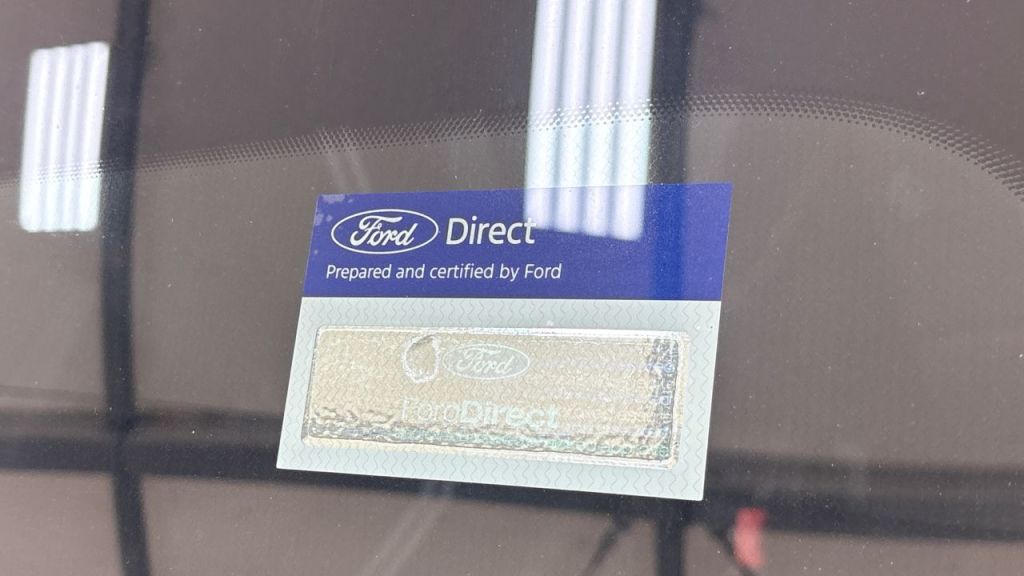 Ford Direct
Prepared and certified by Ford
Ford
FordDirect